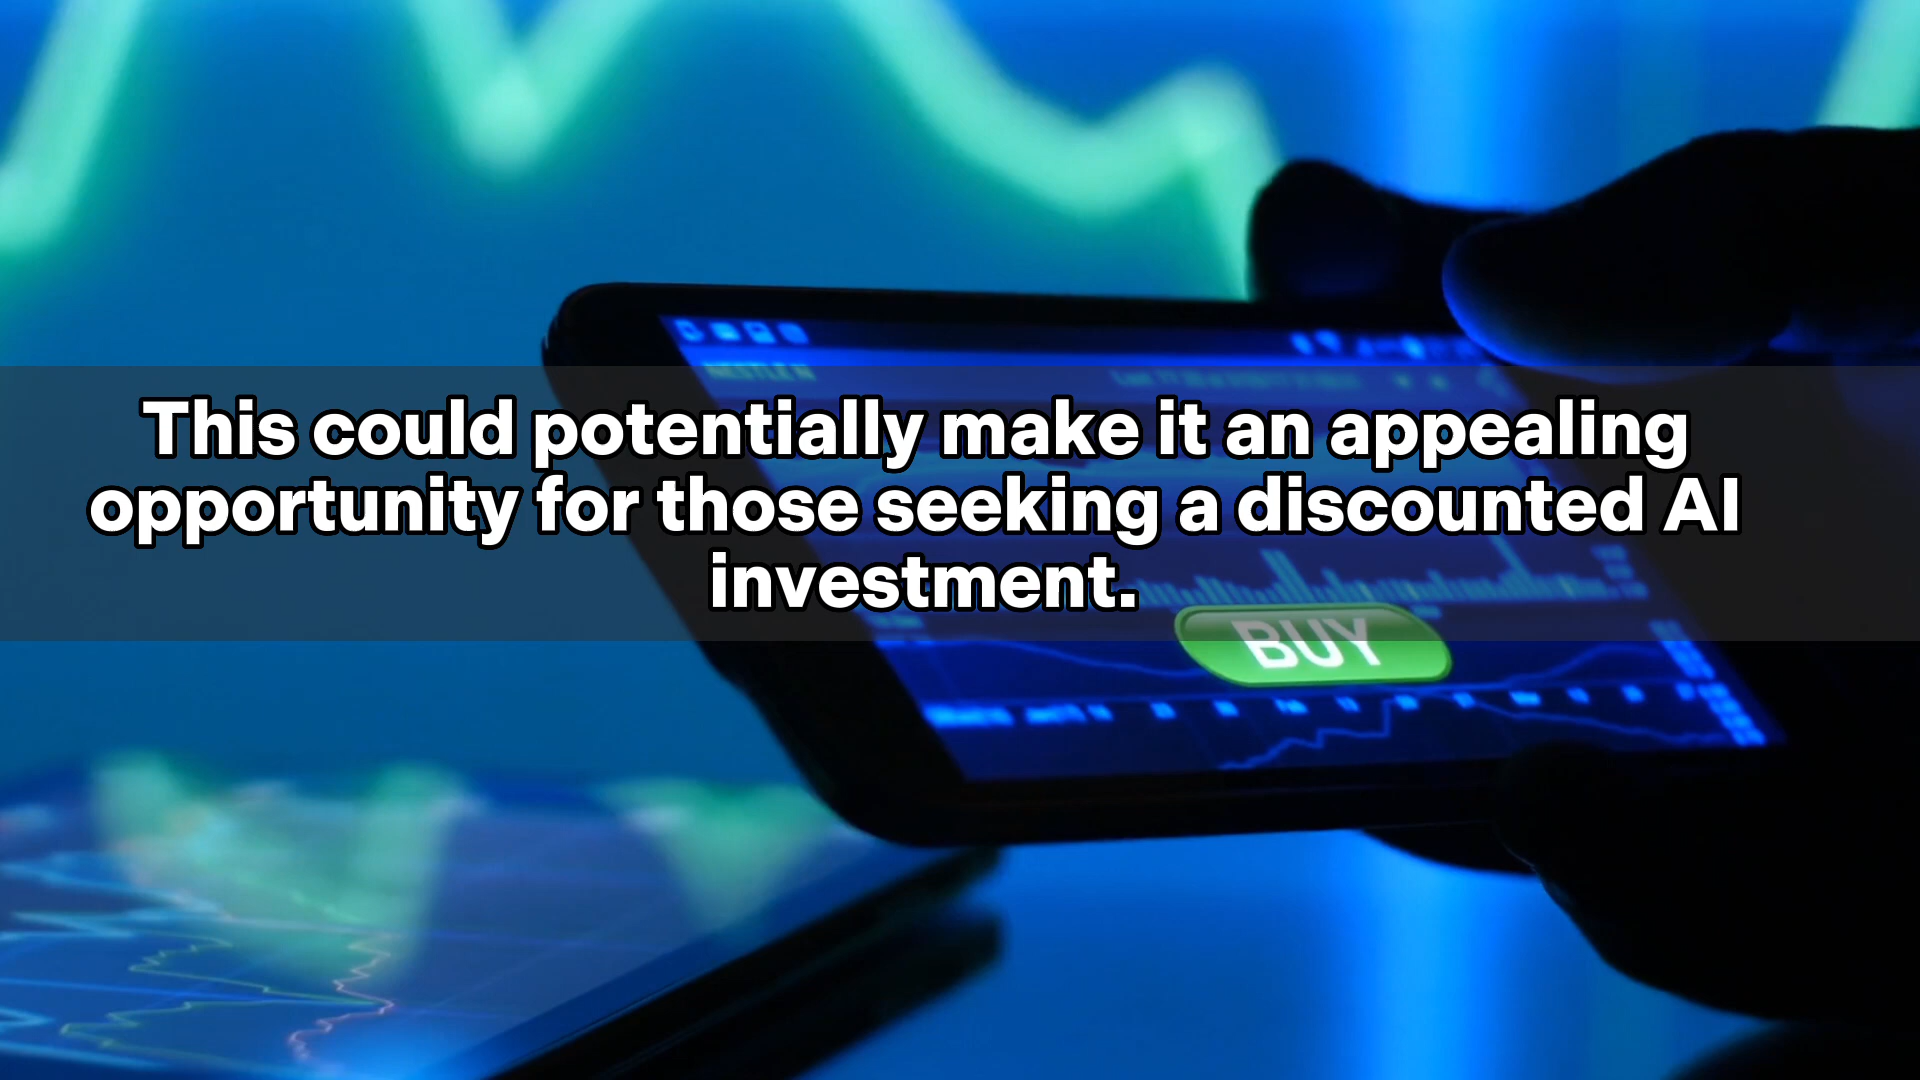 This could potentially make it an appealing
opportunity for those seeking a discounted AI
investment.
BUY